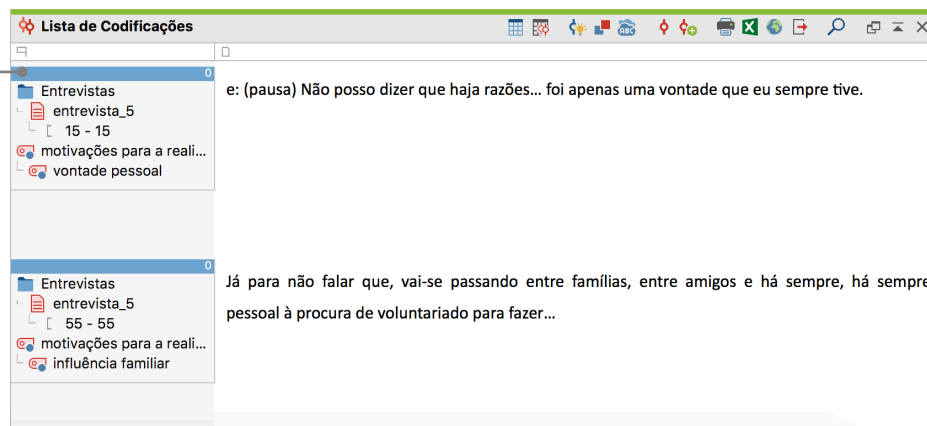 Lista de Codificações
ABC
0
Entrevistas
entrevista_5
15 - 15
motivações para a reali...
vontade pessoal
e: (pausa) Não posso dizer que haja razões... foi apenas uma vontade que eu sempre tive.
0
Entrevistas
entrevista_5
55 - 55
motivações para a reali...
influência familiar
Já para não falar que, vai-se passando entre famílias, entre amigos e há sempre, há sempre
pessoal à procura de voluntariado para fazer...